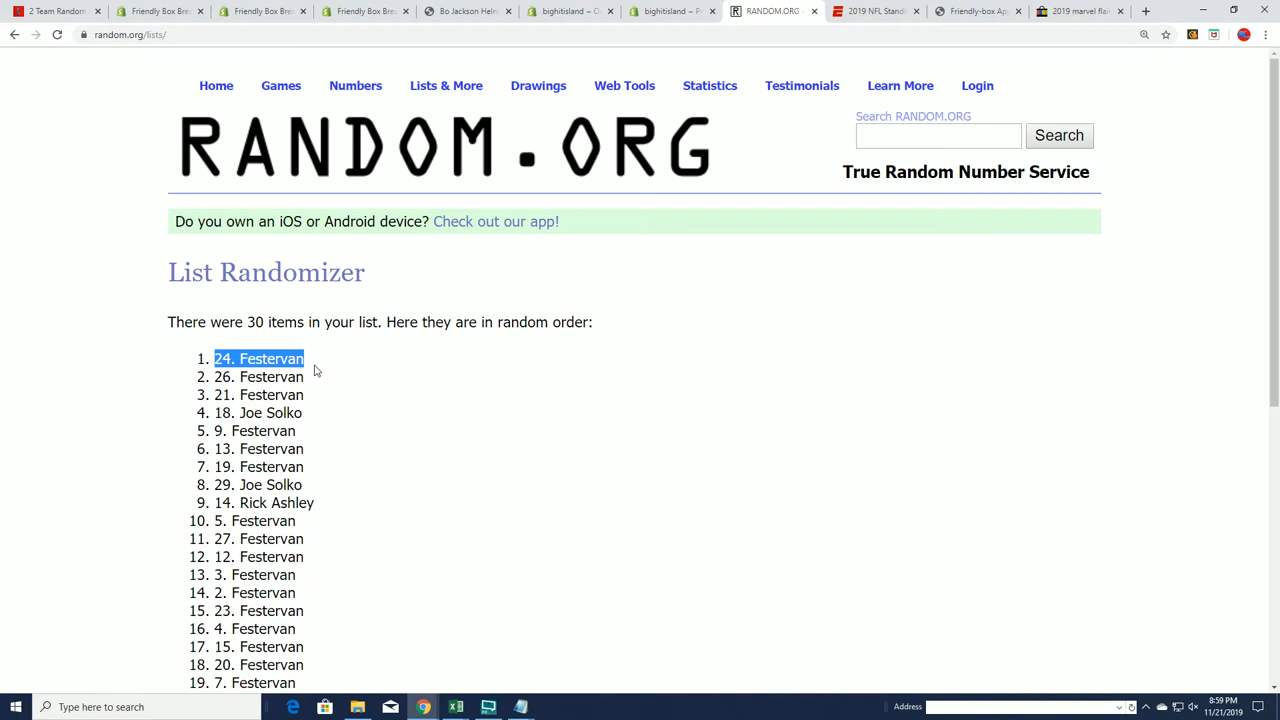 2 Team Random
Friendly Box Brea
Friendly Box Brea
Friendly Box Brea
Bo Jackson Helm
bighitisland ~ O
bighitisland ~ P
RANDOM.ORG -
2019 NFL Standi
Friendly-box Ap
2019 marvel flai
random.org/lists/
Home Games Numbers Lists & More Drawings Web Tools Statistics Testimonials Learn More Login
RANDOM.ORG
Search RANDOM.ORG
Search
True Random Number Service
Do you own an iOS or Android device? Check out our app!
List Randomizer
There were 30 items in your list. Here they are in random order:
1. 24. Festervan
2. 26. Festervan
3. 21. Festervan
4. 18. Joe Solko
5. 9. Festervan
6. 13. Festervan
7. 19. Festervan
8. 29. Joe Solko
9. 14. Rick Ashley
10. 5. Festervan
11. 27. Festervan
12. 12. Festervan
13. 3. Festervan
14. 2. Festervan
15. 23. Festervan
16. 4. Festervan
17. 15. Festervan
18. 20. Festervan
19. 7. Festervan
Type here to search
Address
8:59 PM
11/21/2019